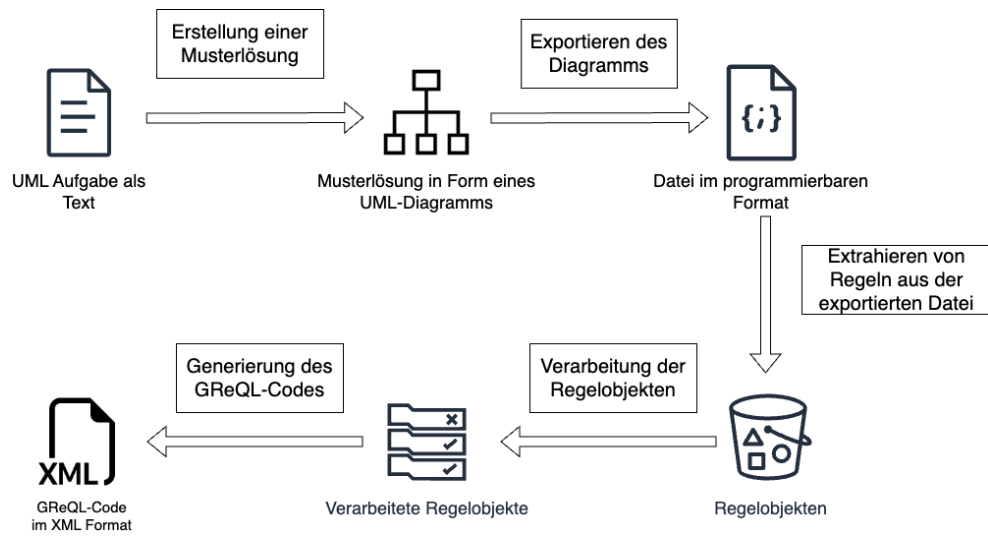 Erstellung einer
Musterlösung
Exportieren des
Diagramms
{;}
UML Aufgabe als
Text
Musterlösung in Form eines
UML-Diagramms
Datei im programmierbaren
Format
Extrahieren von
Regeln aus der
exportierten Datei
Generierung des
GReQL-Codes
Verarbeitung der
Regelobjekten
XML
GReQL-Code
im XML Format
Verarbeitete Regelobjekte
Regelobjekten